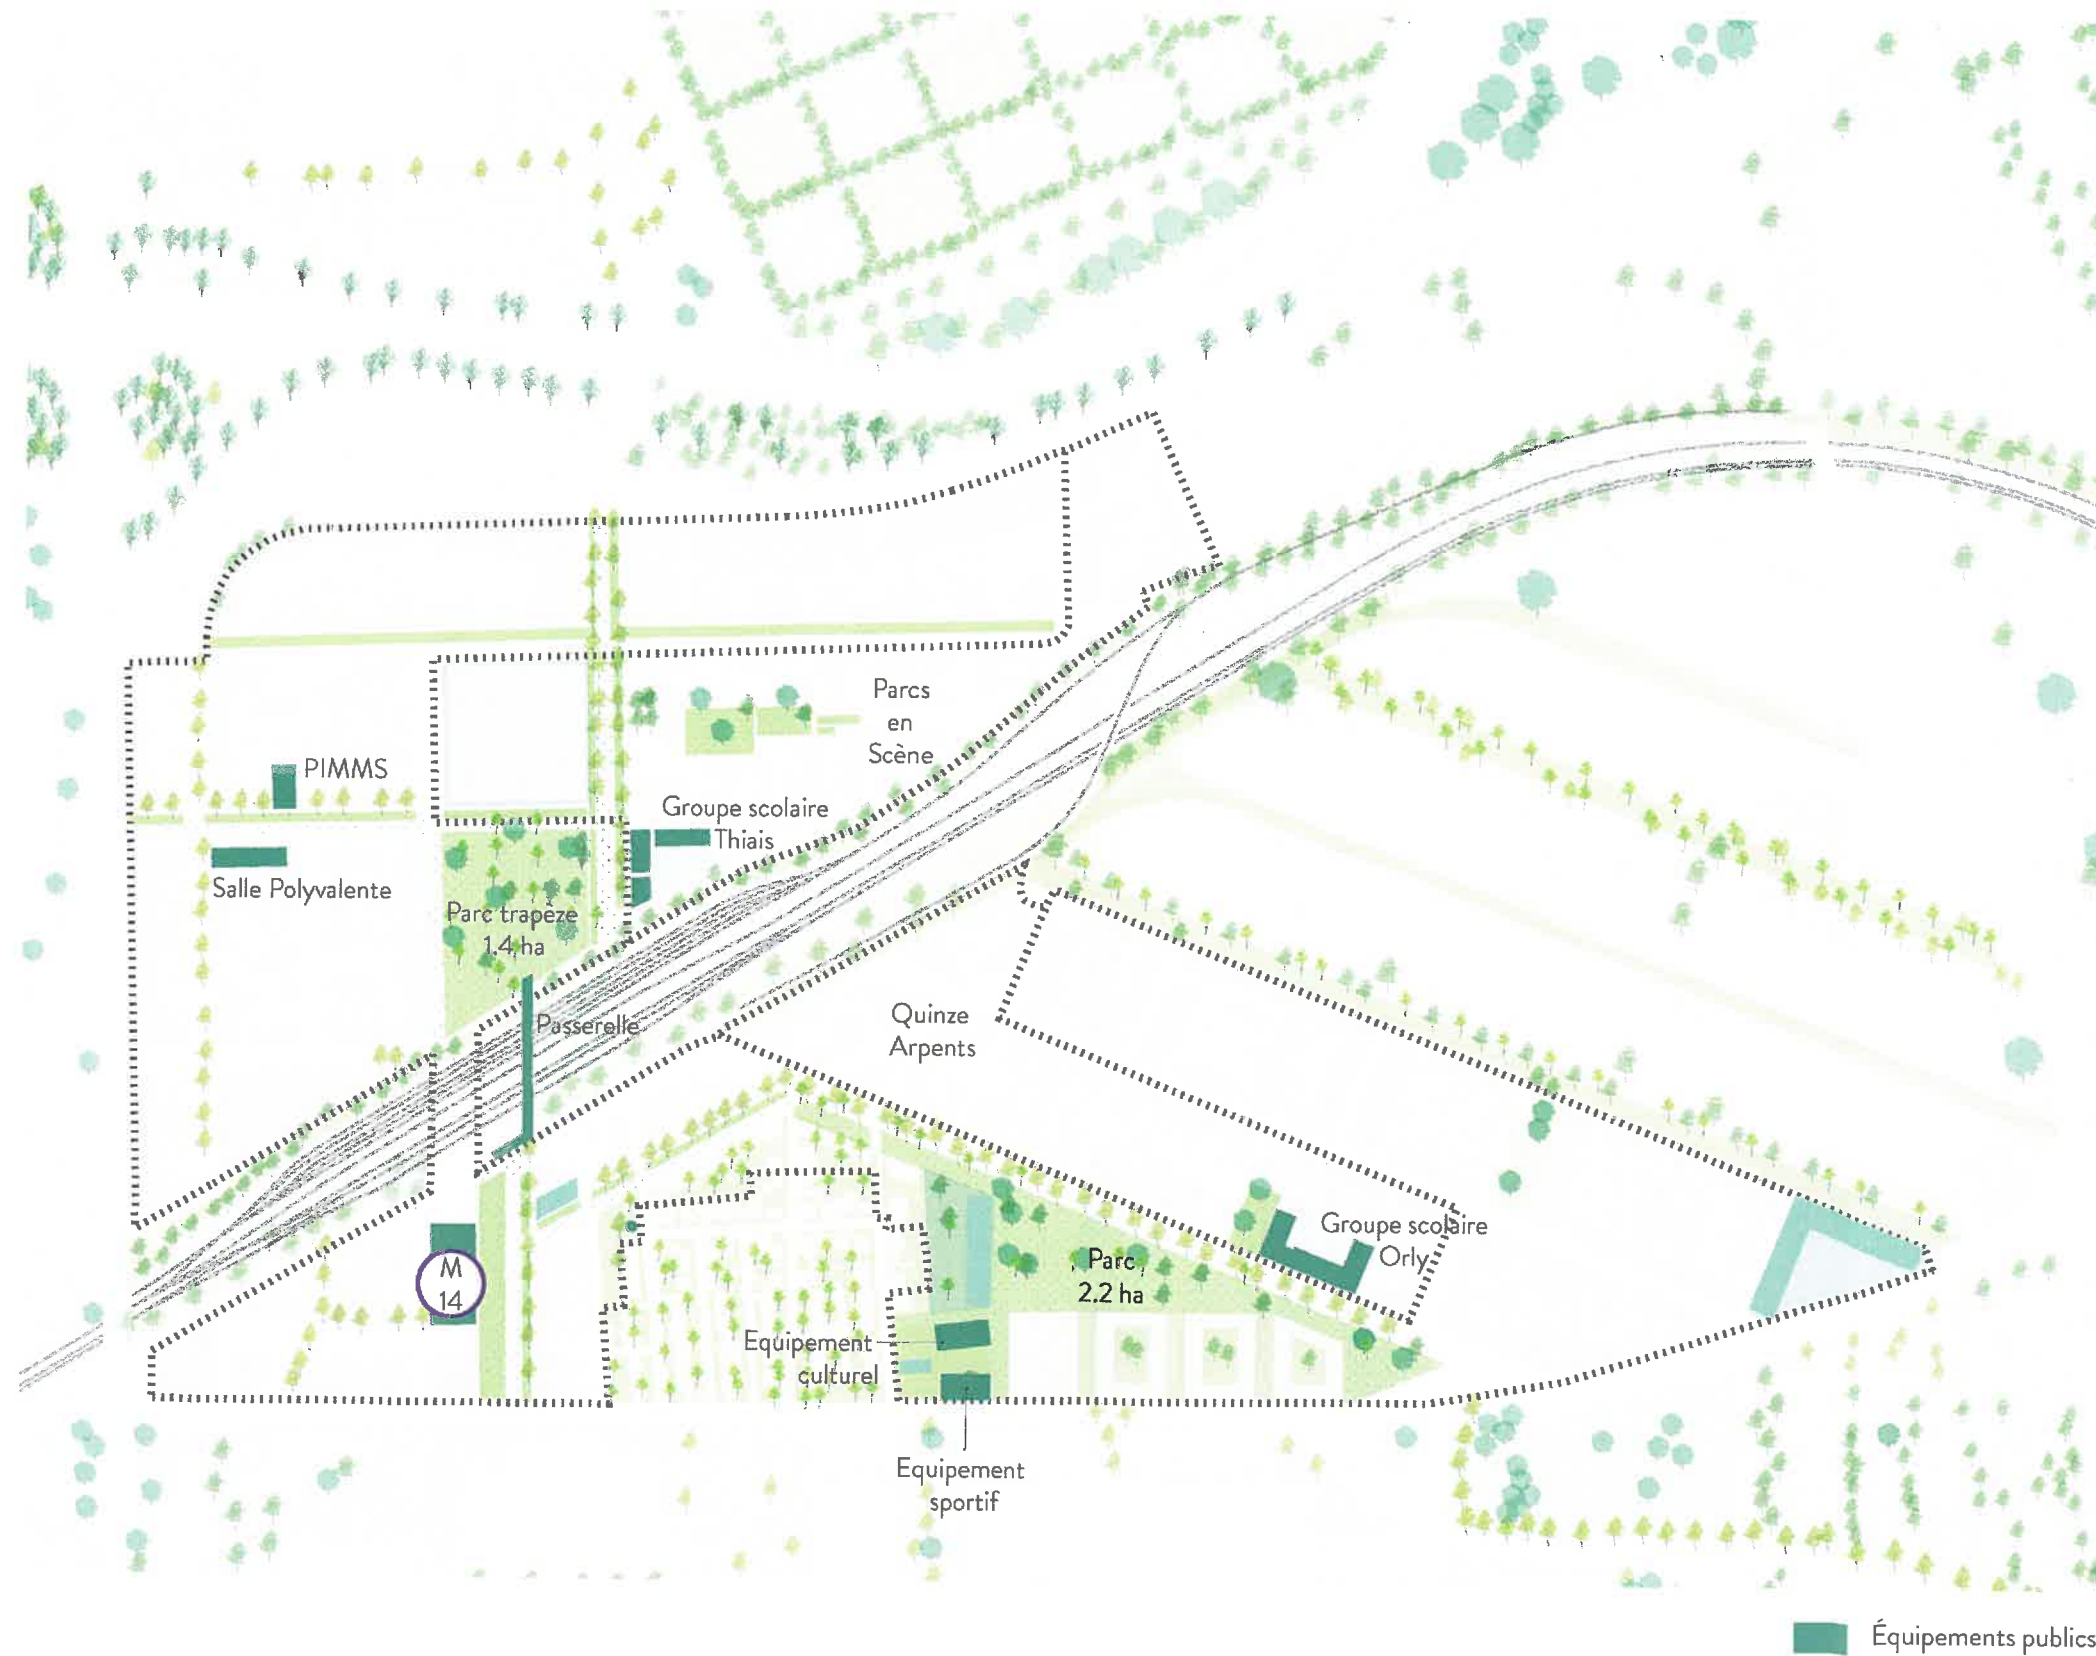 Parcs
en
Scène
PIMMS
Groupe scolaire
Thiais
Salle Polyvalente
Parc trapeze
1.4 ha
Passerelle
Quinze
Arpents
Groupe scolaire
Orly
M
14
Parc
2.2 ha
Equipement
culturel
Equipement
sportif
Équipements publics